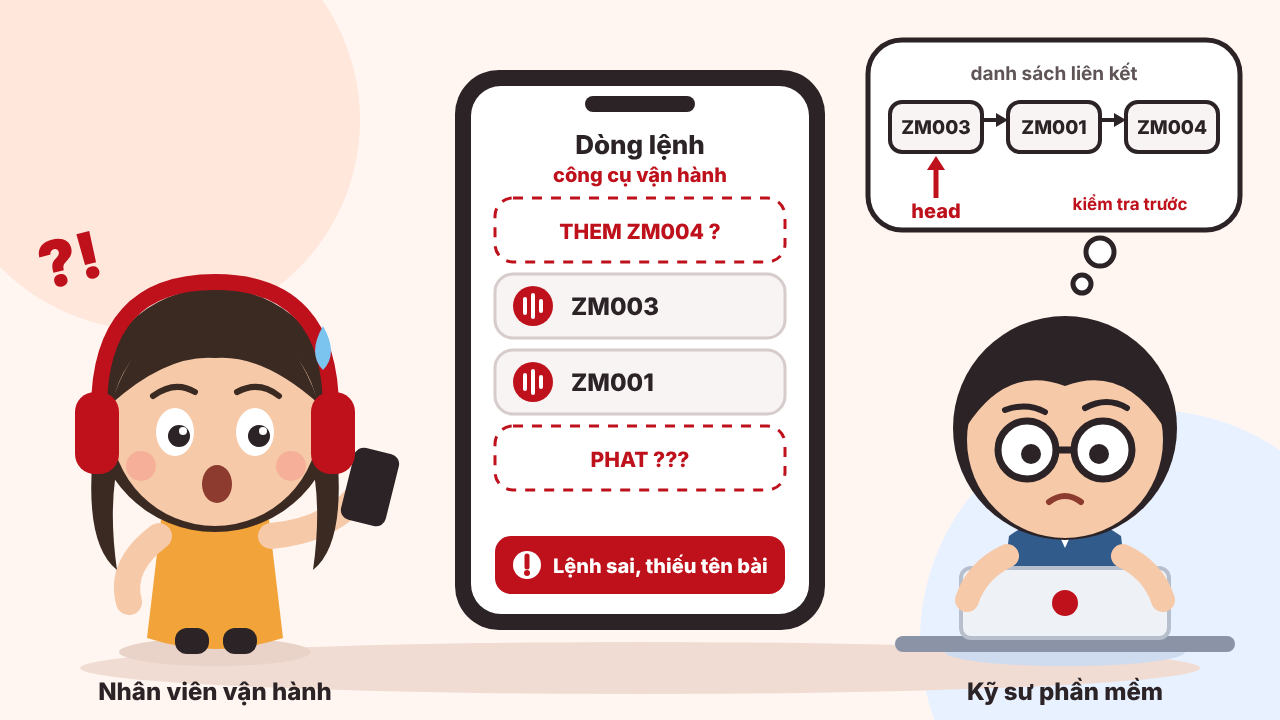 ?!
Dòng lệnh
công cụ vận hành
THEM ZM004 ?
ZM003
ZM001
PHAT ???
Lệnh sai, thiếu tên bài
danh sách liên kết
ZM003
ZM001
ZM004
head
kiểm tra trước
Nhân viên vận hành
Kỹ sư phần mềm